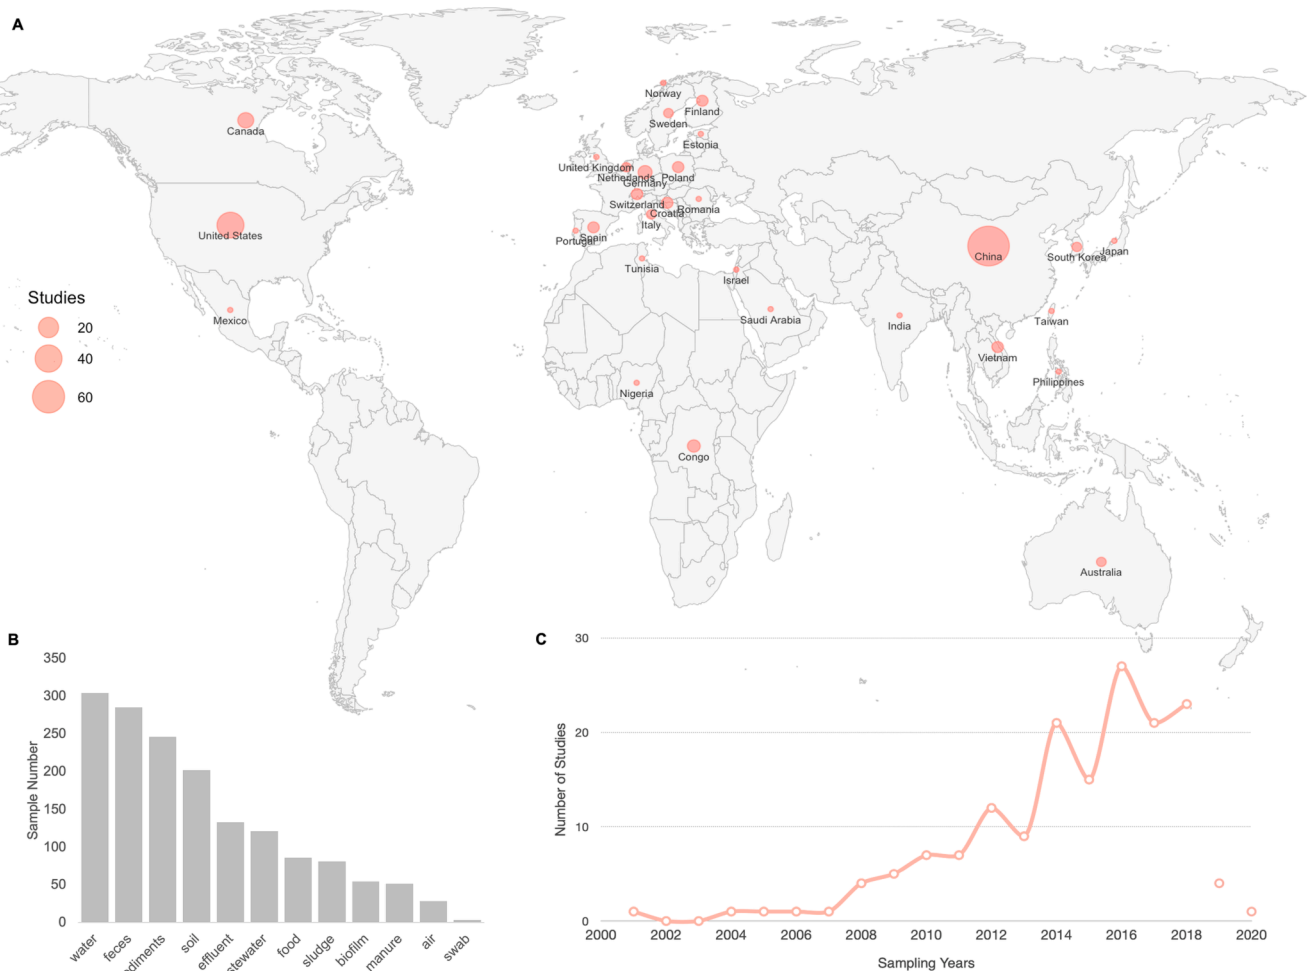 A
Norway
Finland
Sweden
Canada
Estonia
United Kingdom
Netherlands
Poland
Germany
Switzerland
Romania
Croatia
Italy
United States
Spain
Portugal
China
South Korea
Japan
Tunisia
Israel
Studies
20
40
60
Mexico
Saudi Arabia
India
Taiwan
Vietnam
Philippines
Nigeria
Congo
Australia
B
350
300
250
200
150
100
50
0
Sample Number
water
feces
ediments
soil
effluent
stewater
food
sludge
biofilm
manure
air
swab
C
30
20
10
0
Number of Studies
2000 2002 2004 2006 2008 2010 2012 2014 2016 2018 2020
Sampling Years